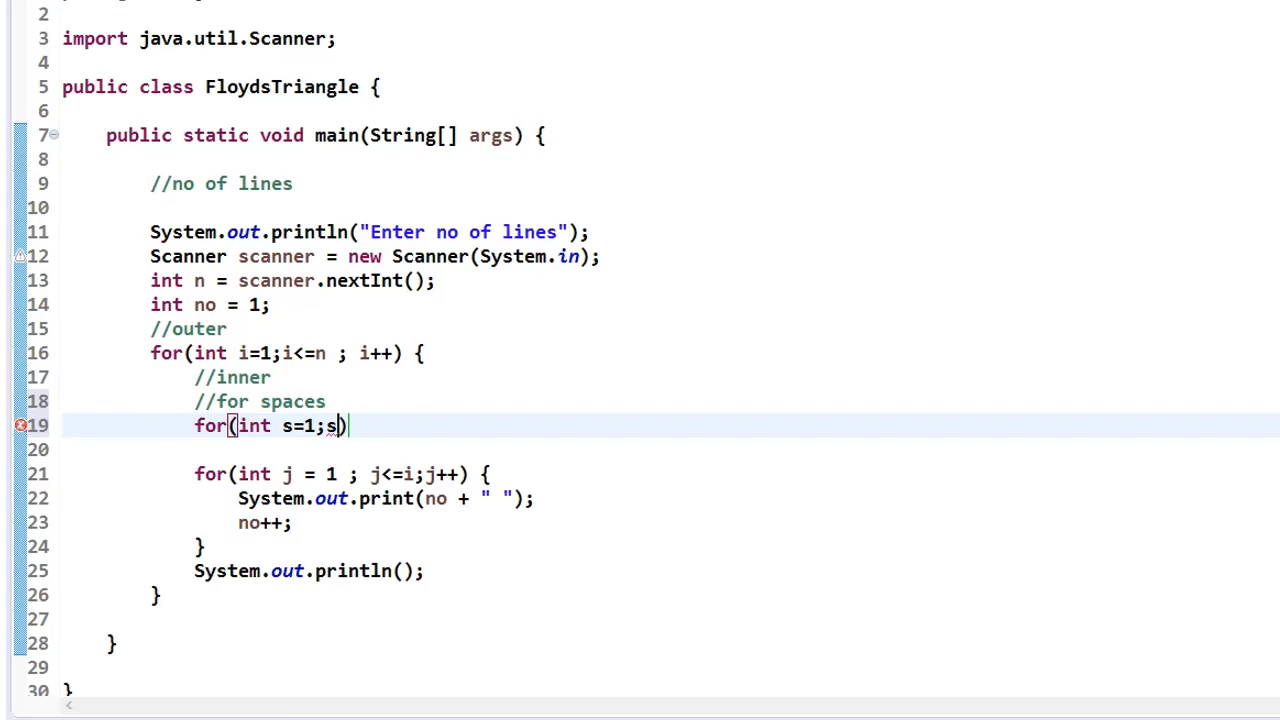 2
3 import java.util.Scanner;
4
5 public class FloydsTriangle {
6
7 public static void main(String[] args) {
8
9 //no of lines
10
11 System.out.println("Enter no of lines");
12 Scanner scanner = new Scanner(System.in);
13 int n = scanner.nextInt();
14 int no = 1;
15 //outer
16 for(int i=1;i<=n ; i++) {
17 //inner
18 //for spaces
19 for(int s=1;s)
20
21 for(int j = 1 ; j<=i;j++) {
22 System.out.print(no + " ");
23 no++;
24 }
25 System.out.println();
26 }
27
28 }
29
30 }